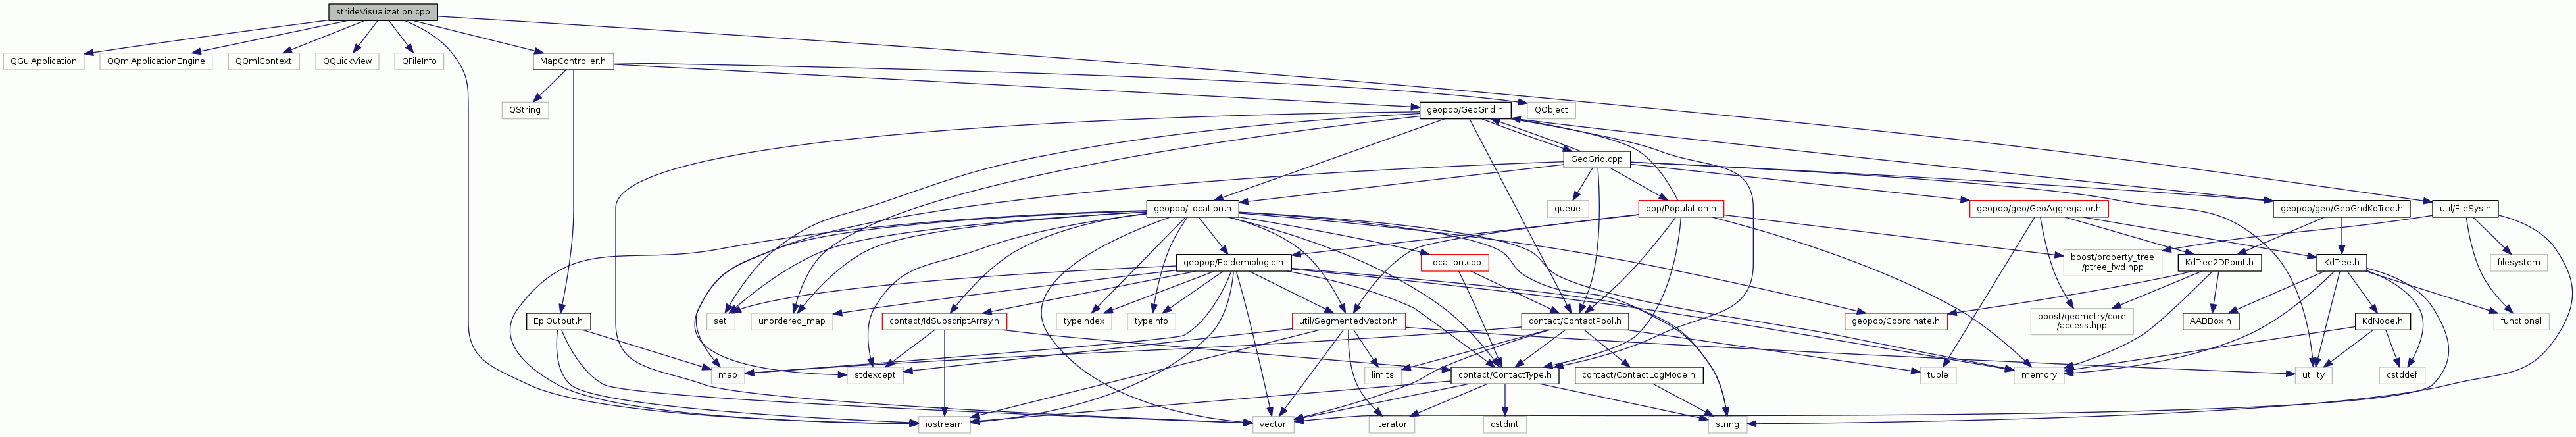 strideVisualization.cpp
QGuiApplication
QQmlApplicationEngine
QQmlContext
QQuickView
QFileInfo
MapController.h
QString
geopop/GeoGrid.h
QObject
GeoGrid.cpp
queue
geopop/Location.h
pop/Population.h
geopop/geo/GeoAggregator.h
geopop/geo/GeoGridKdTree.h
util/FileSys.h
geopop/Epidemiologic.h
Location.cpp
boost/property_tree
/ptree_fwd.hpp
KdTree2DPoint.h
KdTree.h
filesystem
EpiOutput.h
set
unordered_map
typeindex
typeinfo
contact/IdSubscriptArray.h
util/SegmentedVector.h
contact/ContactPool.h
geopop/Coordinate.h
boost/geometry/core
/access.hpp
AABBox.h
KdNode.h
functional
map
stdexcept
limits
contact/ContactType.h
contact/ContactLogMode.h
tuple
memory
utility
cstddef
iostream
vector
iterator
cstdint
string